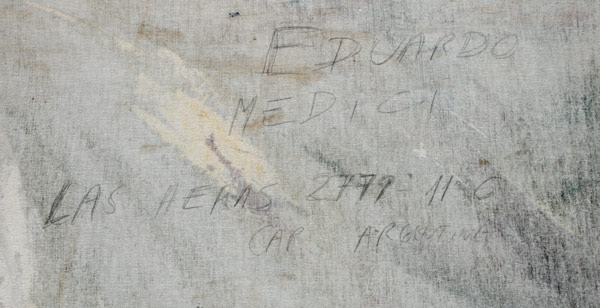 EDUARDO
MEDICI
LAS HERAS 2779-11-C
CAP. ARGENTINA